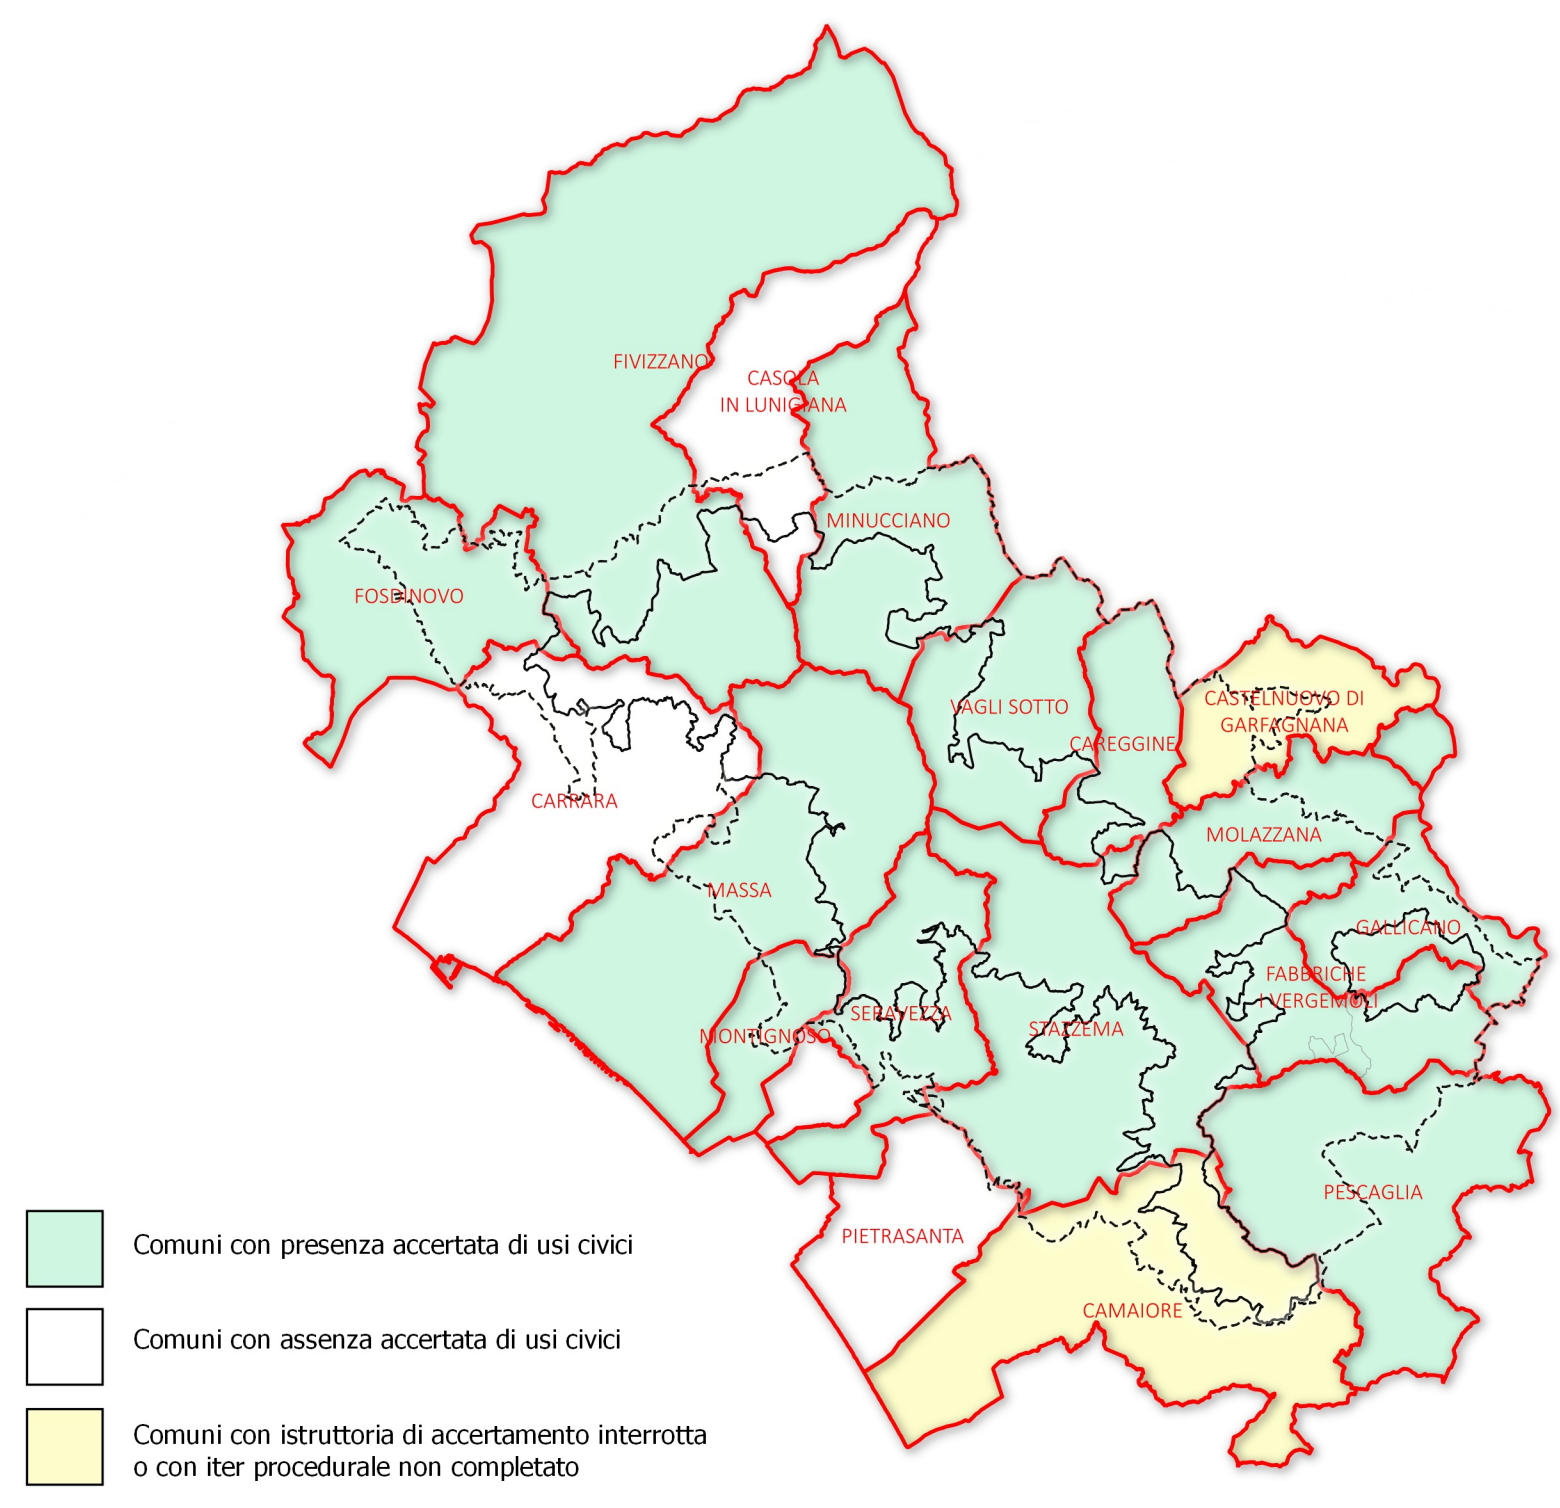 FIVIZZANO
CASOLA
IN LUNIGIANA
MINUCCIANO
FOSDINOVO
VAGLI SOTTO
CASTELNUOVO DI
GARFAGNANA
CAREGGINE
CARRARA
MOLAZZANA
MASSA
GALLICANO
FABBRICHE
I VERGEMOLI
SERAVEZZA
STAZZEMA
MONTIGNOSO
PESCAGLIA
PIETRASANTA
CAMAIORE
Comuni con presenza accertata di usi civici
Comuni con assenza accertata di usi civici
Comuni con istruttoria di accertamento interrotta
o con iter procedurale non completato